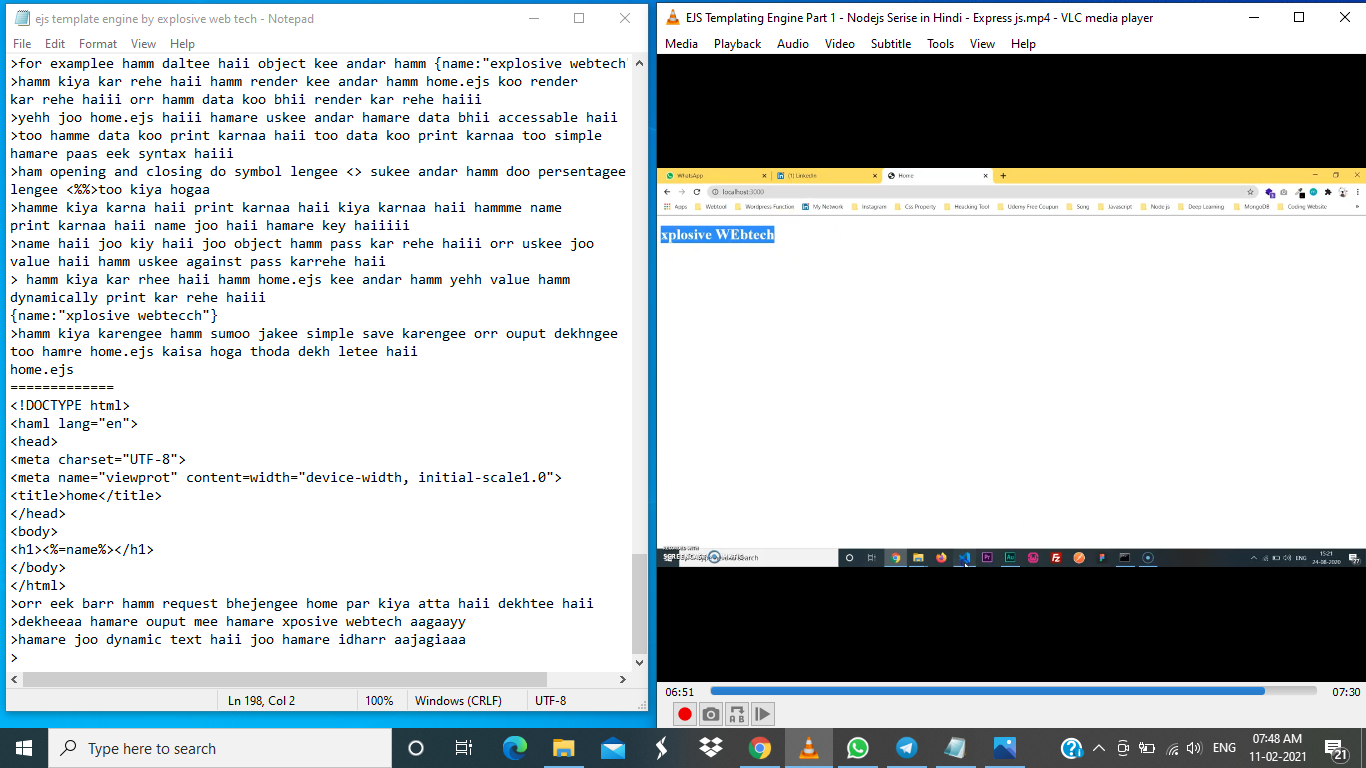 ejs template engine by explosive web tech - Notepad
File Edit Format View Help
>for examplee hamm daltee haii object kee andar hamm {name:"explosive webtech
>hamm kiya kar rehe haii hamm render kee andar hamm home.ejs koo render
kar rehe haiii orr hamm data koo bhii render kar rehe haiii
>yehh joo home.ejs haiii hamare uskee andar hamare data bhii accessable haii
>too hamme data koo print karnaa haii too data koo print karnaa too simple
hamare paas eek syntax haiii
>ham opening and closing do symbol lengee <> sukee andar hamm doo persentagee
lengee <%%>too kiya hogaa
>hamme kiya karna haii print karnaa haii kiya karnaa haii hammme name
print karnaa haii name joo haii hamare key haiiiii
>name haii joo kiy haii joo object hamm pass kar rehe haiii orr uskee joo
value haii hamm uskee against pass karrehe haii
> hamm kiya kar rhee haii hamm home.ejs kee andar hamm yehh value hamm
dynamically print kar rehe haiii
{name:"xplosive webtecch"}
>hamm kiya karengee hamm sumoo jakee simple save karengee orr ouput dekhngee
too hamre home.ejs kaisa hoga thoda dekh letee haii
home.ejs
=============
<!DOCTYPE html>
<haml lang="en">
<head>
<meta charset="UTF-8">
<meta name="viewprot" content=width="device-width, initial-scale1.0">
<title>home</title>
</head>
<body>
<h1><%=name%></h1>
</body>
</html>
>orr eek barr hamm request bhejengee home par kiya atta haii dekhtee haii
>dekheeaa hamare ouput mee hamare xposive webtech aagaayy
>hamare joo dynamic text haii joo hamare idharr aajagiaaa
>
Ln 198, Col 2 100% Windows (CRLF) UTF-8
EJS Templating Engine Part 1 - Nodejs Serise in Hindi - Express js.mp4 - VLC media player
Media Playback Audio Video Subtitle Tools View Help
WhatsApp (1) LinkedIn Home
localhost:3000
Apps Webtool Wordpress Function My Network Instagram Css Property Heucking Tool Udemy Free Coupon Song Javascript Node js Deep Learning MongoDB Coding Website
xplosive WEbtech
ENG 15:21
24-08-2020
06:51 07:30
Type here to search
ENG 07:48 AM
11-02-2021
21